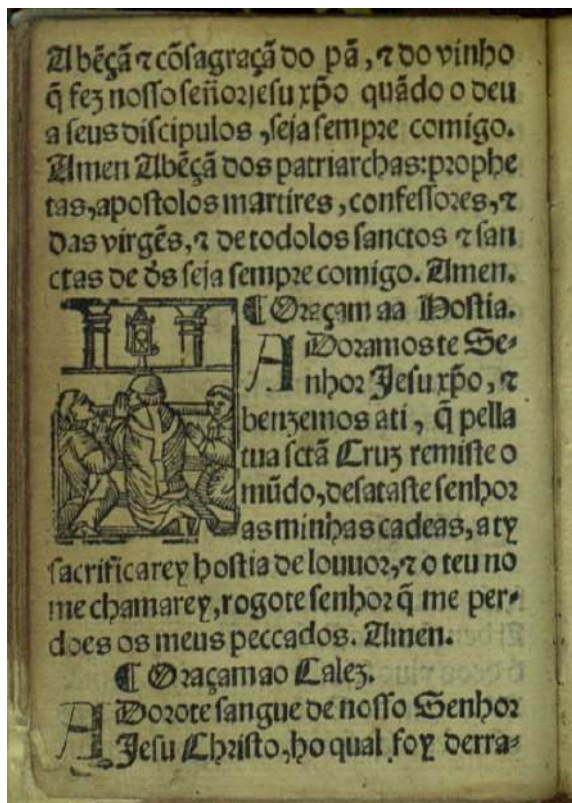 A bẽçã ⁊ cõsagraçã do pã, ⁊ do vinho
q̃ fez nosso señor jesu xp̃o quãdo o deu
a seus discipulos, seja sempre comigo.
Amen A bẽçã dos patriarchas: prophe
tas, apostolos martires, confessores, ⁊
das virgẽs, ⁊ de todolos sanctos ⁊ san
ctas de d̃s seja sempre comigo. Amen.
¶ Oraçam aa Hostia.
ADoramos te Se-
nhor Jesu xp̃o, ⁊
benzemos a ti, q̃ pella
tua sctã Cruz remiste o
mũdo, desataste senhor
as minhas cadeas, a ty
sacrificarey hostia de louuor, ⁊ o teu no
me chamarey, rogote senhor q̃ me per-
does os meus peccados. Amen.
¶ Oraçam ao Calez.
ADorote sangue de nosso Senhor
Jesu Christo, ho qual foy derra-